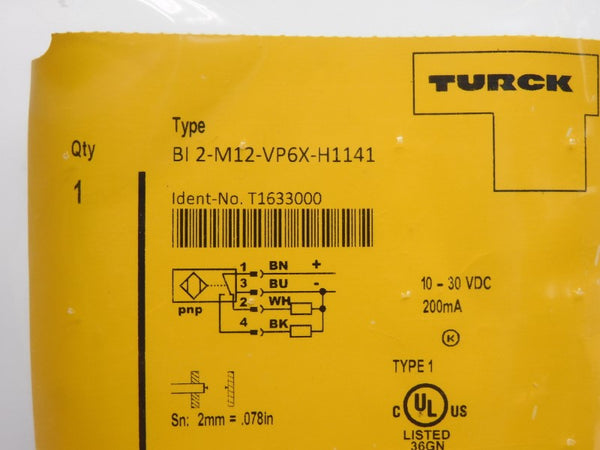 TURCK
Type
BI 2-M12-VP6X-H1141
Qty
1
Ident-No. T1633000
1 BN +
3 BU -
2 WH
4 BK
pnp
10 – 30 VDC
200mA
K
TYPE 1
C UL US
LISTED
36GN
Sn: 2mm = .078in